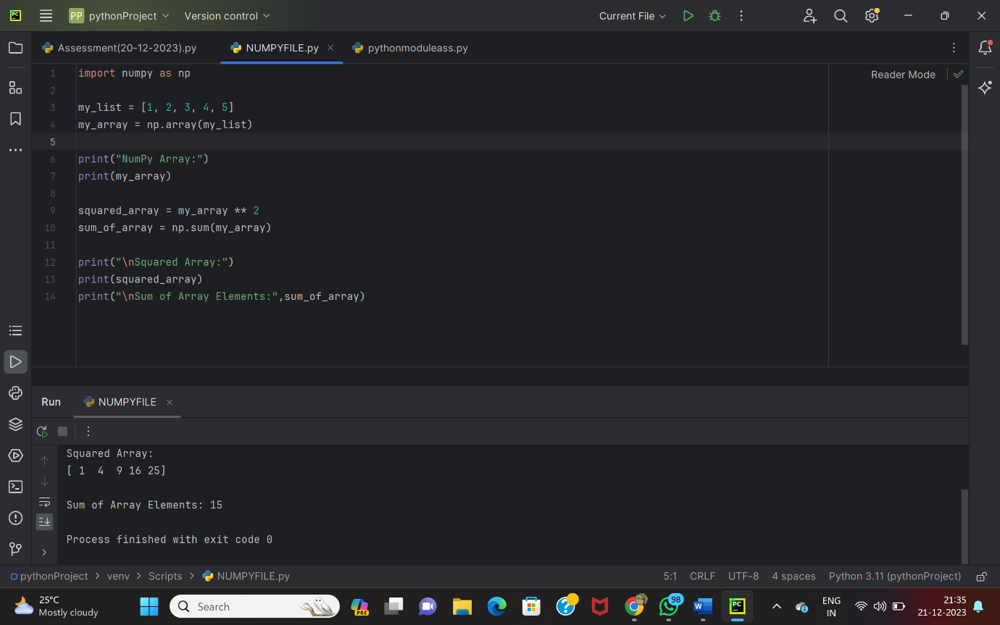 PC PP pythonProject Version control Current File
Assessment(20-12-2023).py NUMPYFILE.py pythonmoduleass.py
Reader Mode
1 import numpy as np
2
3 my_list = [1, 2, 3, 4, 5]
4 my_array = np.array(my_list)
5
6 print("NumPy Array:")
7 print(my_array)
8
9 squared_array = my_array ** 2
10 sum_of_array = np.sum(my_array)
11
12 print("\nSquared Array:")
13 print(squared_array)
14 print("\nSum of Array Elements:",sum_of_array)
Run NUMPYFILE
Squared Array:
[ 1  4  9 16 25]
Sum of Array Elements: 15
Process finished with exit code 0
pythonProject > venv > Scripts > NUMPYFILE.py 5:1 CRLF UTF-8 4 spaces Python 3.11 (pythonProject)
25°C
Mostly cloudy
Search
PRE
98
W
PC
ENG
IN
21:35
21-12-2023